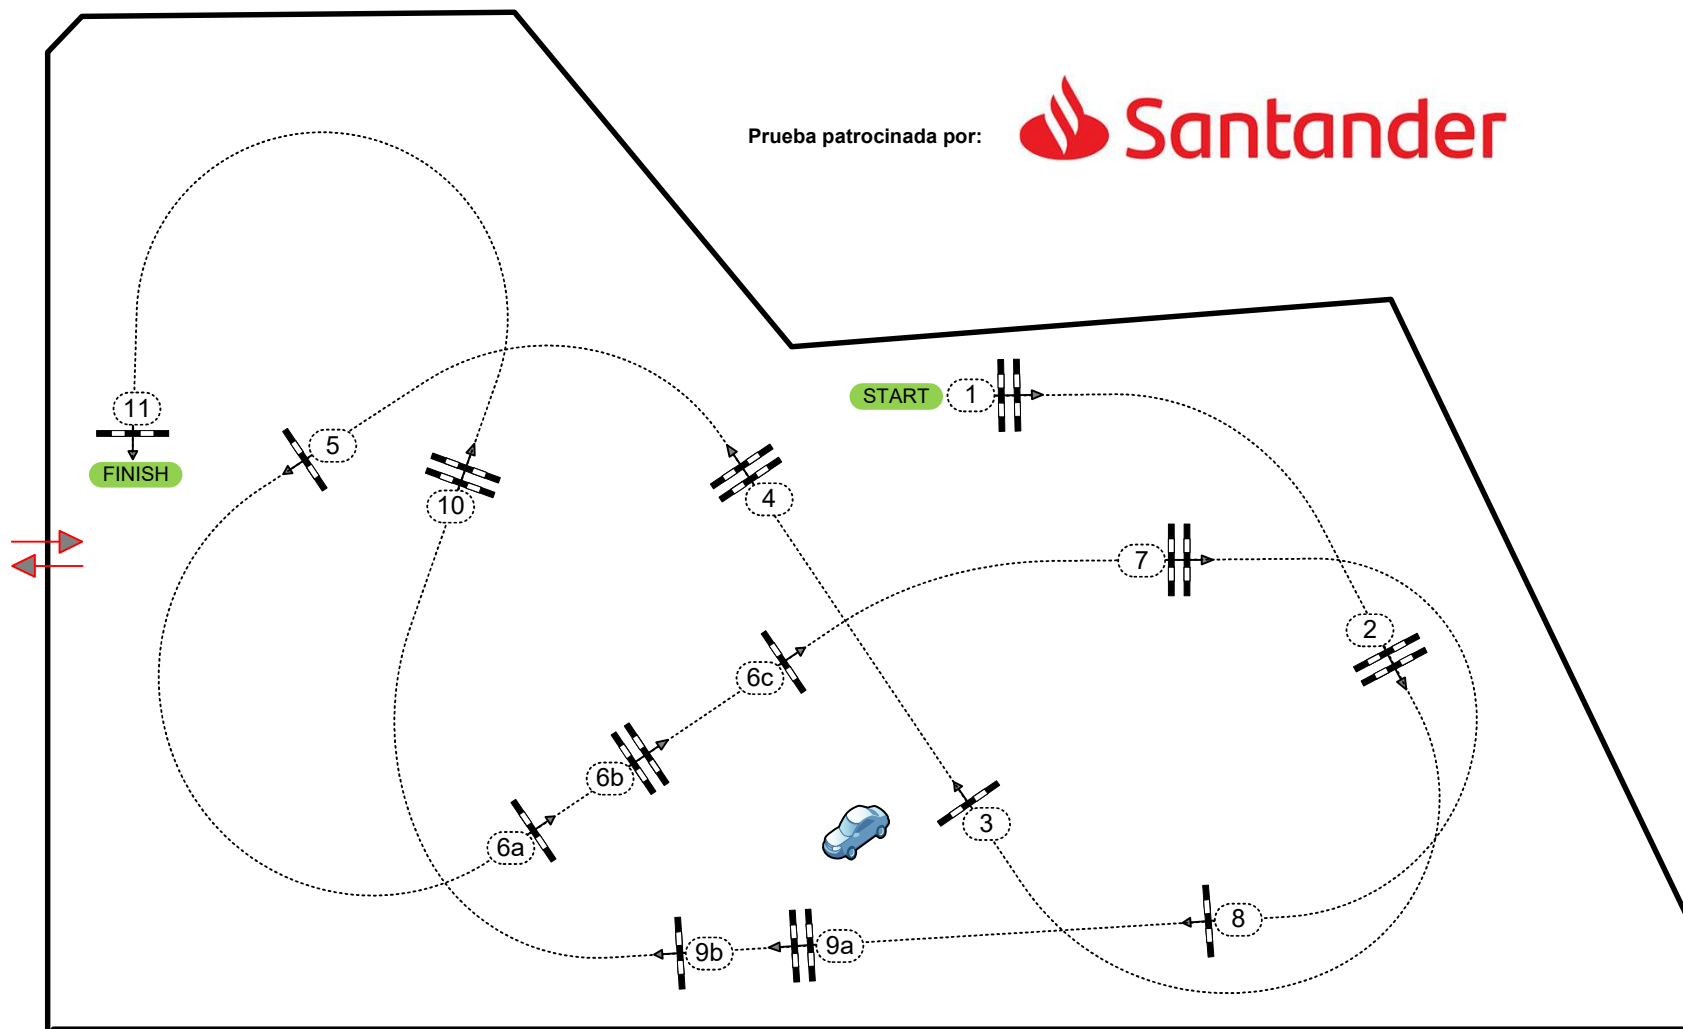 Prueba patrocinada por:
Santander
START
1
11
5
FINISH
10
4
7
2
6c
6b
3
6a
8
9b
9a